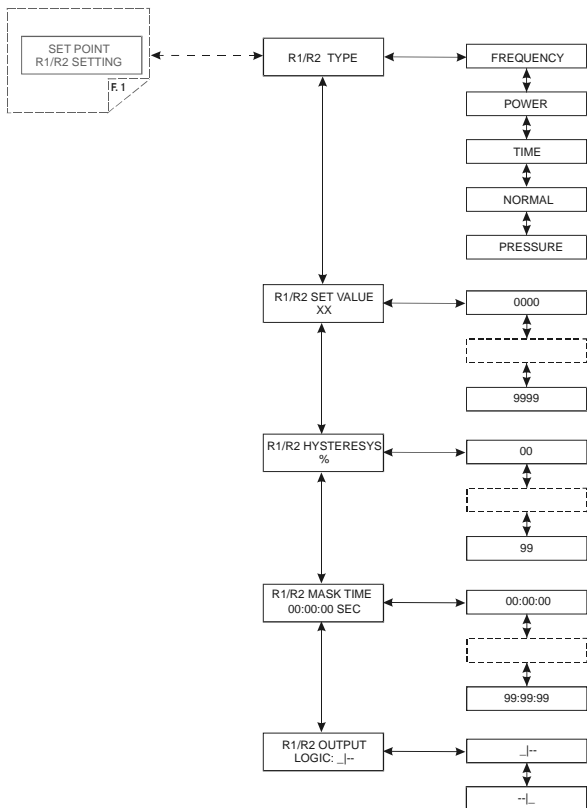 SET POINT
R1/R2 SETTING
F. 1
R1/R2 TYPE
FREQUENCY
POWER
TIME
NORMAL
PRESSURE
R1/R2 SET VALUE
XX
0000
9999
R1/R2 HYSTERESYS
%
00
99
R1/R2 MASK TIME
00:00:00 SEC
00:00:00
99:99:99
R1/R2 OUTPUT
LOGIC: _|--
_|--
--|_